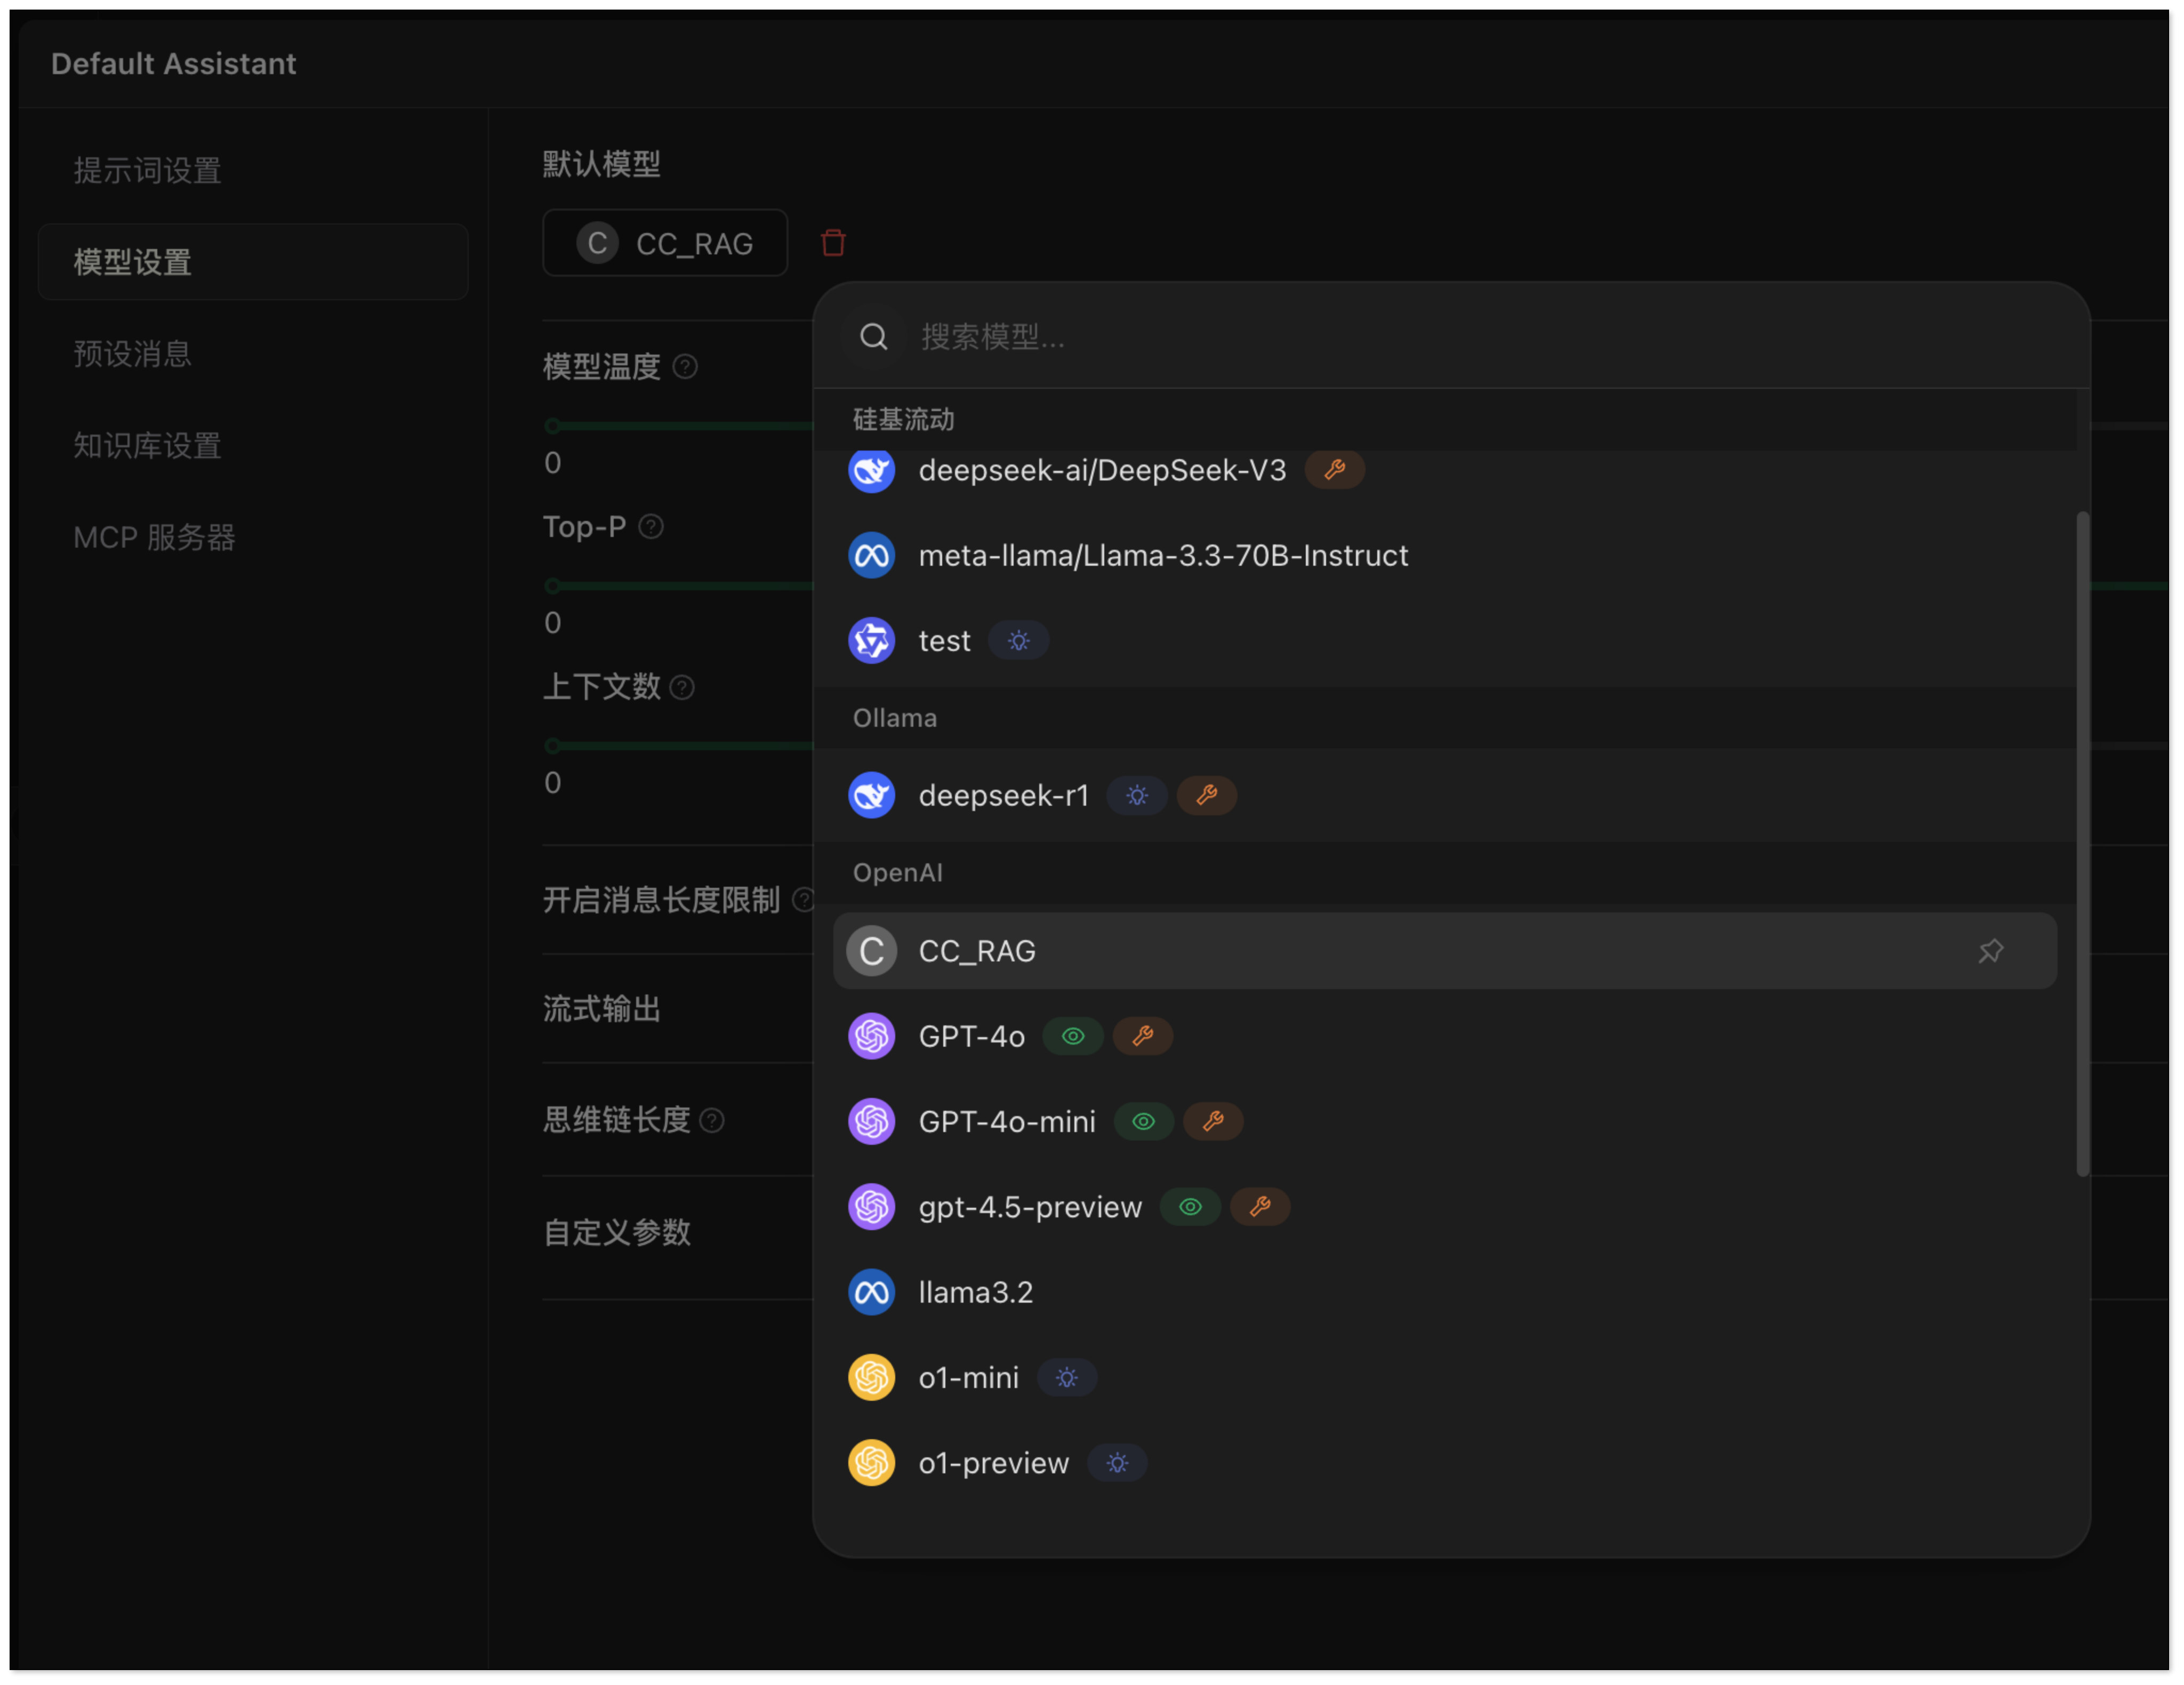 Default Assistant
提示词设置
模型设置
预设消息
知识库设置
MCP 服务器
默认模型
C CC_RAG
模型温度
0
Top-P
0
上下文数
0
开启消息长度限制
流式输出
思维链长度
自定义参数
搜索模型...
硅基流动
deepseek-ai/DeepSeek-V3
meta-llama/Llama-3.3-70B-Instruct
test
Ollama
deepseek-r1
OpenAI
C CC_RAG
GPT-4o
GPT-4o-mini
gpt-4.5-preview
llama3.2
o1-mini
o1-preview